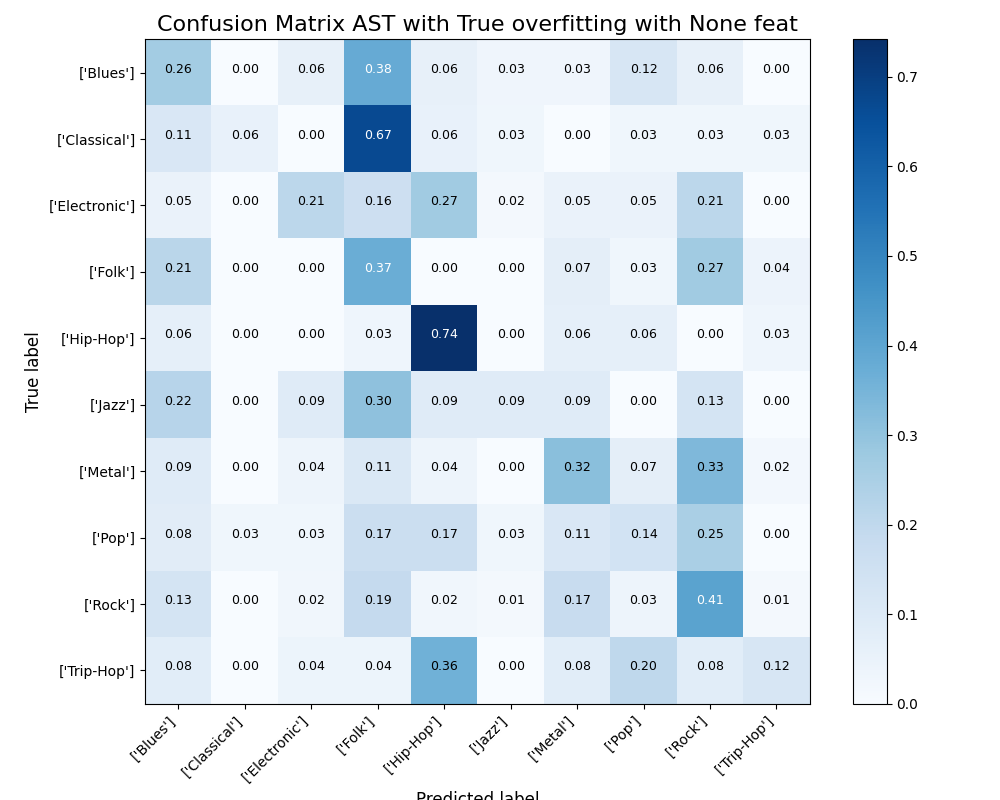 Confusion Matrix AST with True overfitting with None feat
['Blues'] 0.26 0.00 0.06 0.38 0.06 0.03 0.03 0.12 0.06 0.00
['Classical'] 0.11 0.06 0.00 0.67 0.06 0.03 0.00 0.03 0.03 0.03
['Electronic'] 0.05 0.00 0.21 0.16 0.27 0.02 0.05 0.05 0.21 0.00
['Folk'] 0.21 0.00 0.00 0.37 0.00 0.00 0.07 0.03 0.27 0.04
['Hip-Hop'] 0.06 0.00 0.00 0.03 0.74 0.00 0.06 0.06 0.00 0.03
['Jazz'] 0.22 0.00 0.09 0.30 0.09 0.09 0.09 0.00 0.13 0.00
['Metal'] 0.09 0.00 0.04 0.11 0.04 0.00 0.32 0.07 0.33 0.02
['Pop'] 0.08 0.03 0.03 0.17 0.17 0.03 0.11 0.14 0.25 0.00
['Rock'] 0.13 0.00 0.02 0.19 0.02 0.01 0.17 0.03 0.41 0.01
['Trip-Hop'] 0.08 0.00 0.04 0.04 0.36 0.00 0.08 0.20 0.08 0.12
['Blues'] ['Classical'] ['Electronic'] ['Folk'] ['Hip-Hop'] ['Jazz'] ['Metal'] ['Pop'] ['Rock'] ['Trip-Hop']
True label
Predicted label
0.7
0.6
0.5
0.4
0.3
0.2
0.1
0.0